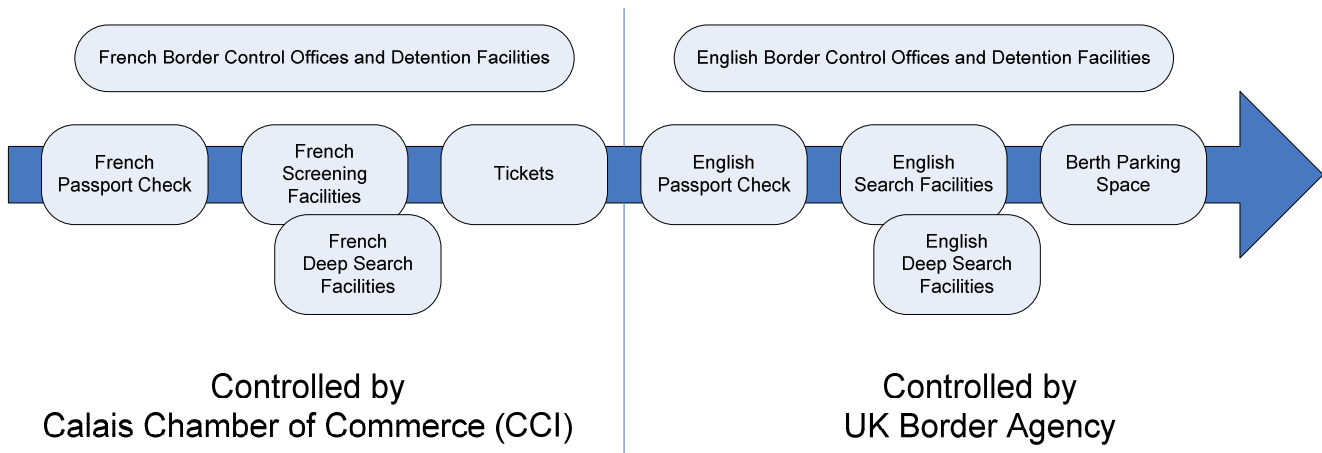 French Border Control Offices and Detention Facilities
English Border Control Offices and Detention Facilities
French
Passport Check
French
Screening
Facilities
Tickets
English
Passport Check
English
Search Facilities
Berth Parking
Space
French
Deep Search
Facilities
English
Deep Search
Facilities
Controlled by
Calais Chamber of Commerce (CCI)
Controlled by
UK Border Agency